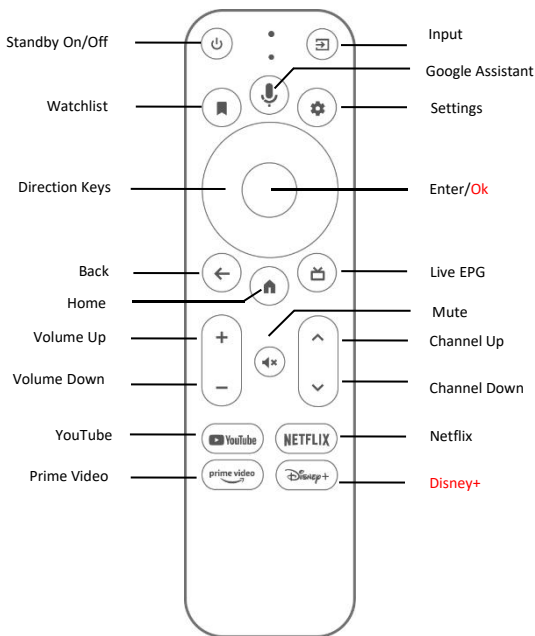 Standby On/Off
Input
Google Assistant
Watchlist
Settings
Direction Keys
Enter/Ok
Back
Live EPG
Home
Mute
Volume Up
Channel Up
Volume Down
Channel Down
YouTube
YouTube
NETFLIX
Netflix
Prime Video
prime video
Disney+
Disney+